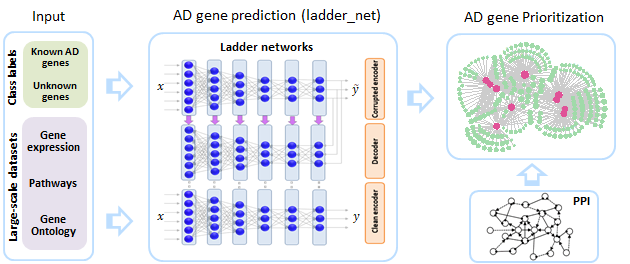 Input
AD gene prediction (ladder_net)
AD gene Prioritization
Class labels
Known AD
genes
Unknown
genes
Large-scale datasets
Gene
expression
Pathways
Gene
Ontology
Ladder networks
x
ỹ
Corrupted encoder
Decoder
x
y
Clean encoder
PPI